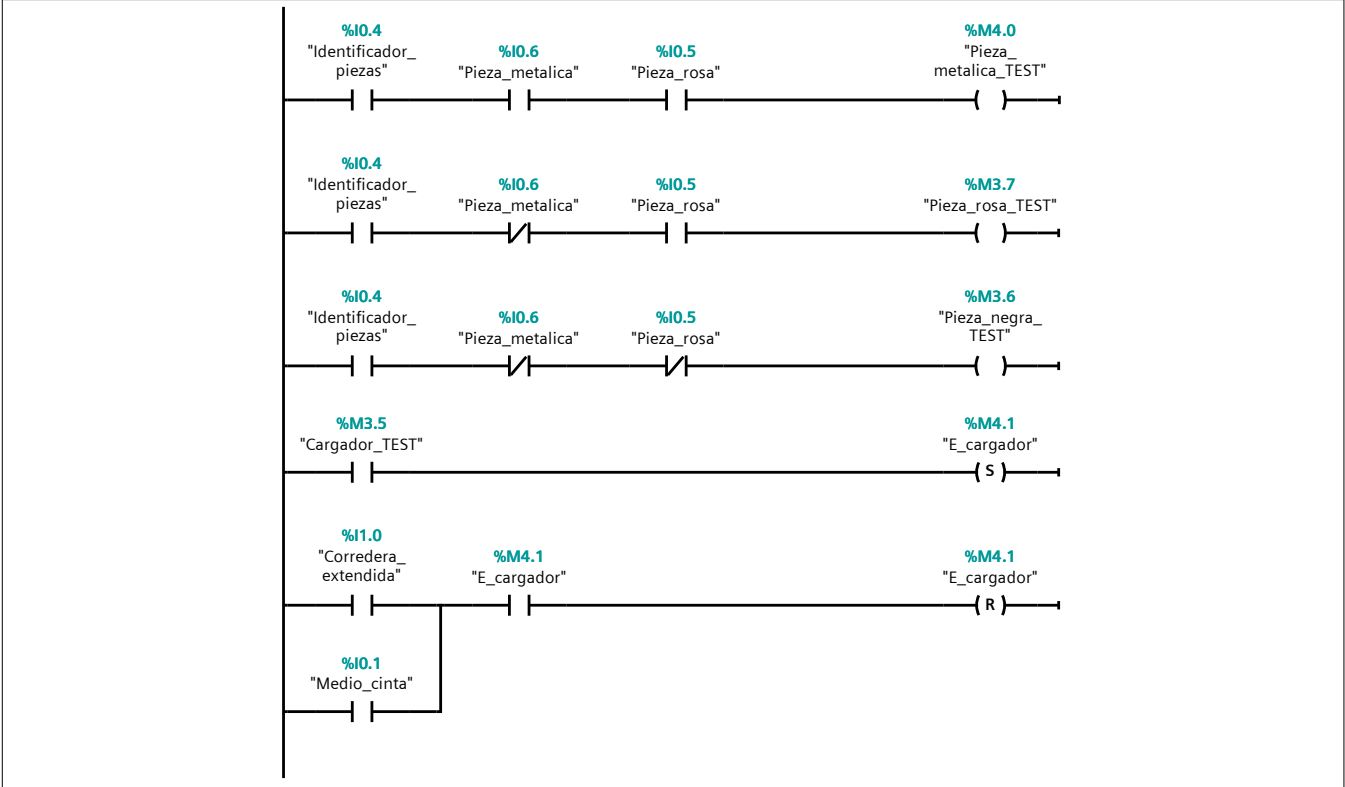 %I0.4
"Identificador_
piezas"
%I0.6
"Pieza_metalica"
%I0.5
"Pieza_rosa"
%M4.0
"Pieza_
metalica_TEST"
%I0.4
"Identificador_
piezas"
%I0.6
"Pieza_metalica"
%I0.5
"Pieza_rosa"
%M3.7
"Pieza_rosa_TEST"
%I0.4
"Identificador_
piezas"
%I0.6
"Pieza_metalica"
%I0.5
"Pieza_rosa"
%M3.6
"Pieza_negra_
TEST"
%M3.5
"Cargador_TEST"
%M4.1
"E_cargador"
S
%I1.0
"Corredera_
extendida"
%M4.1
"E_cargador"
%M4.1
"E_cargador"
R
%I0.1
"Medio_cinta"